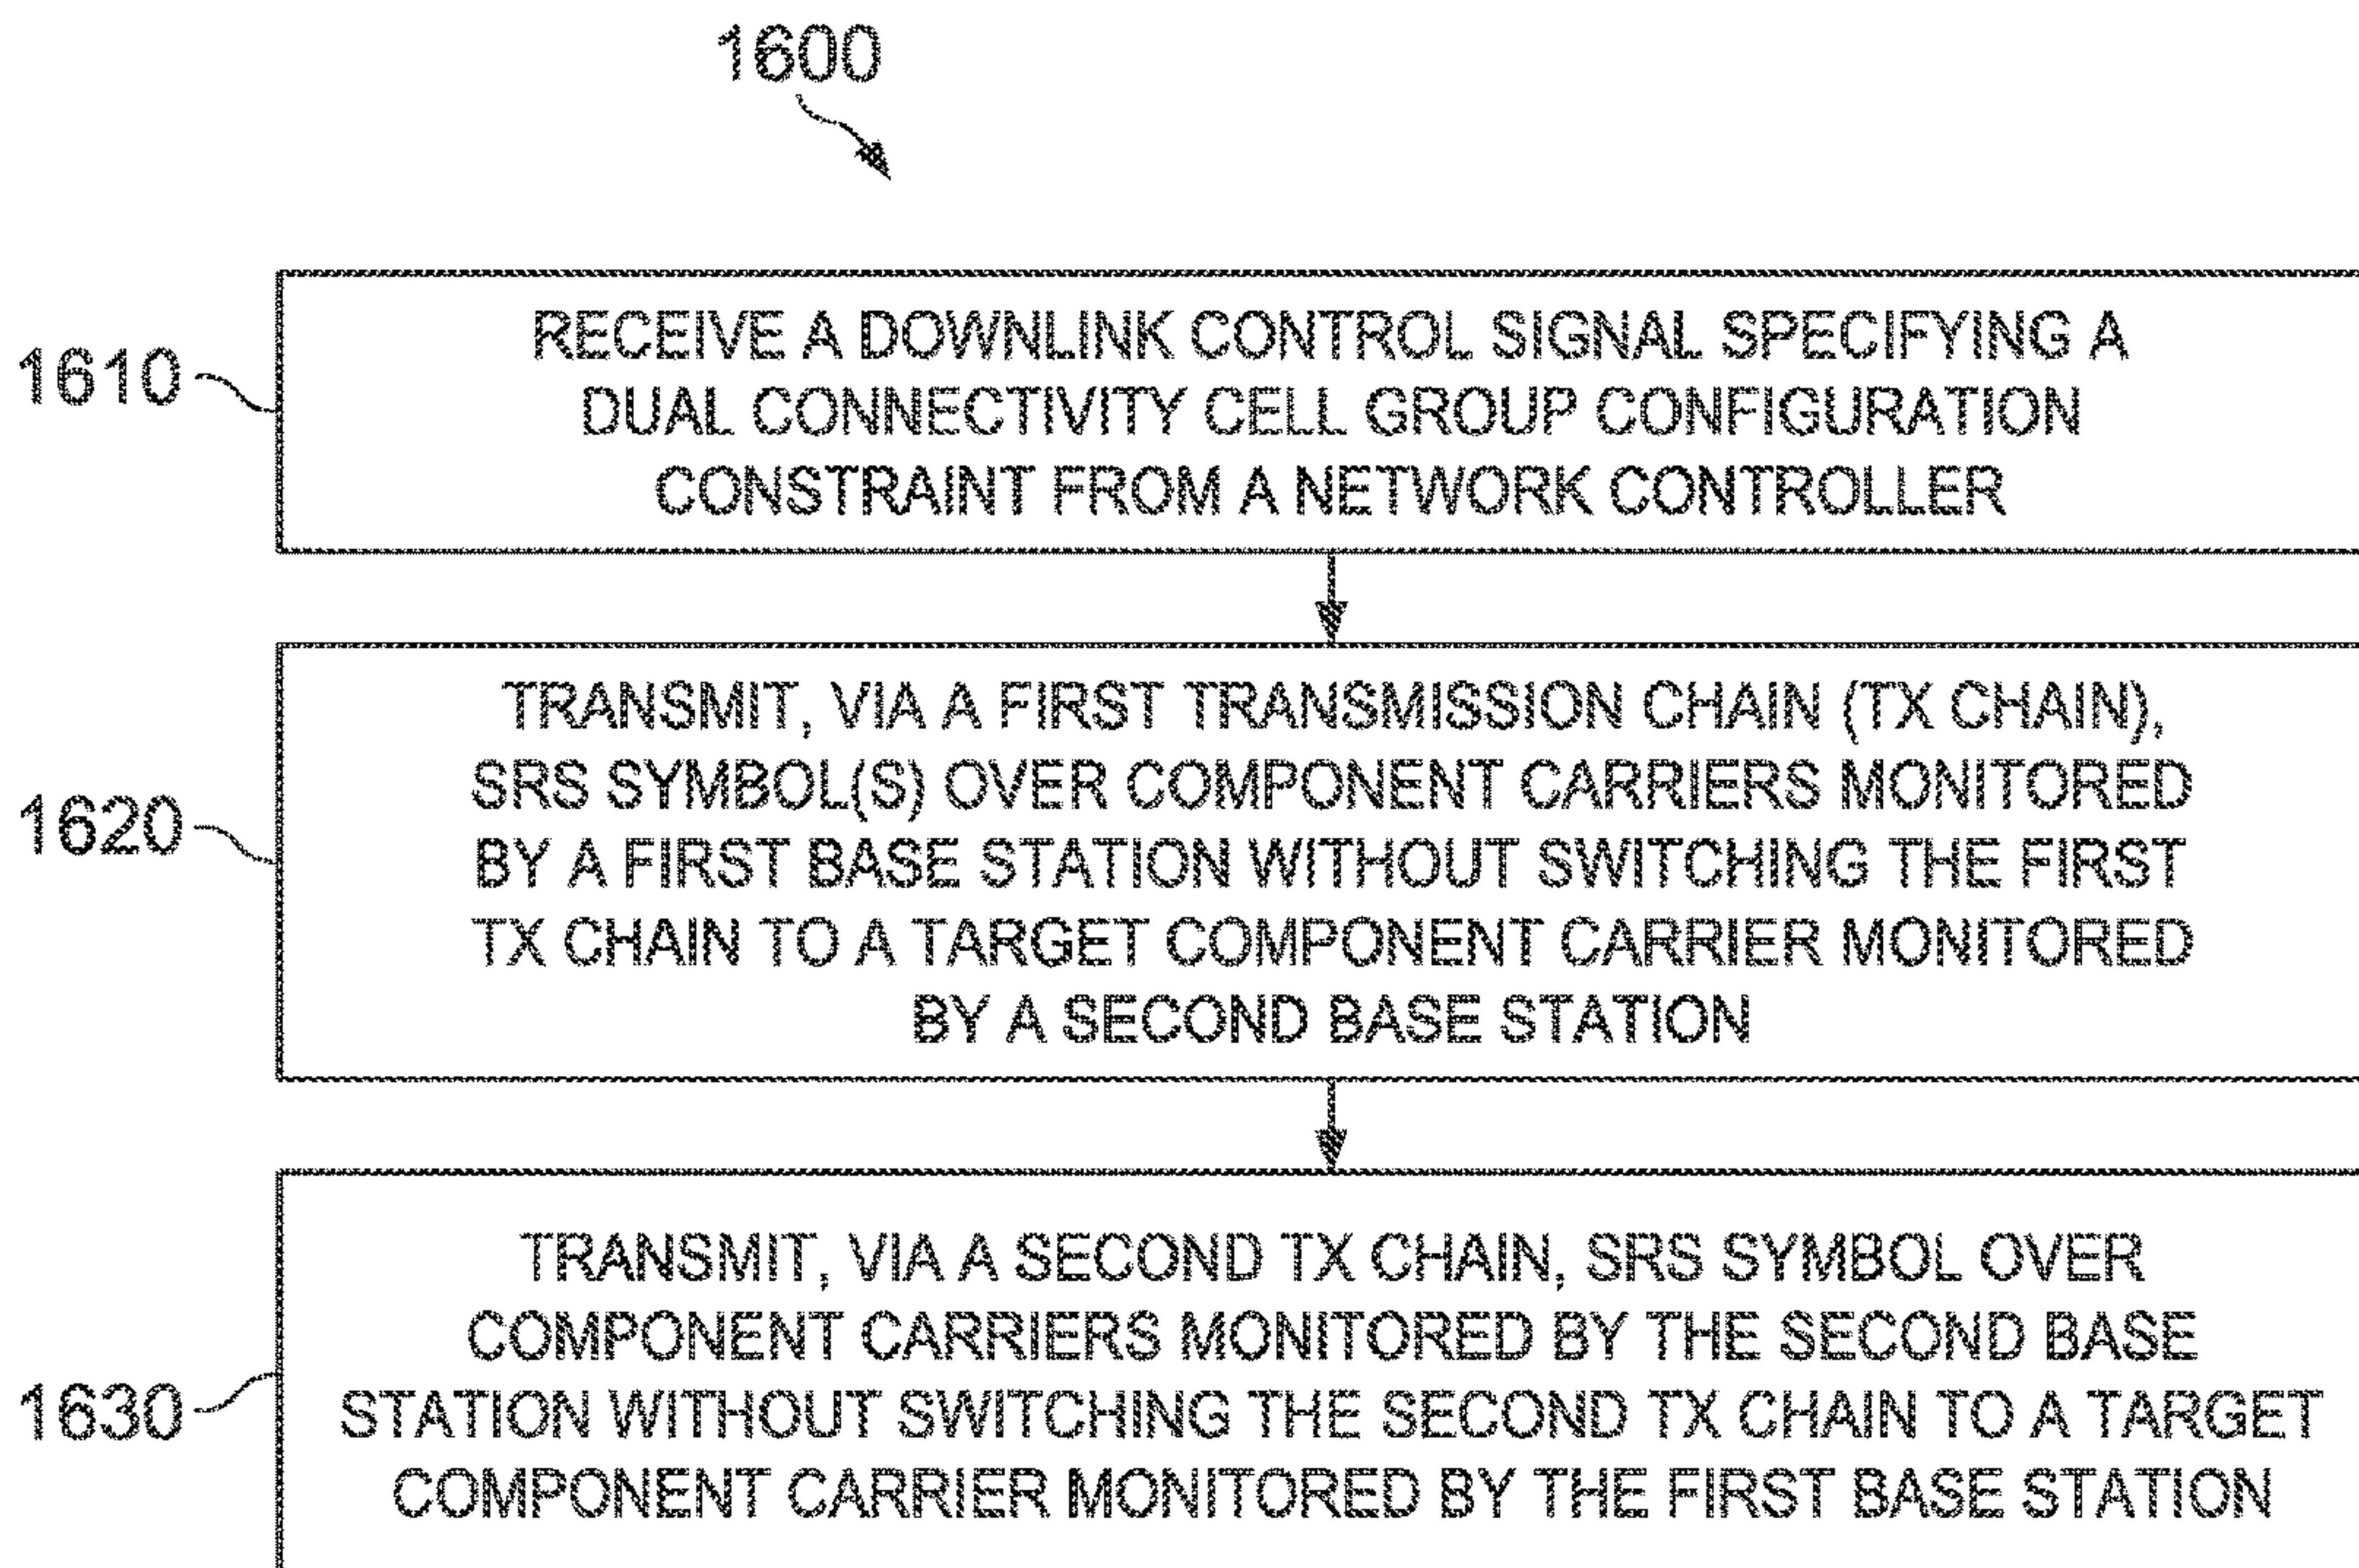 1600
1610
RECEIVE A DOWNLINK CONTROL SIGNAL SPECIFYING A
DUAL CONNECTIVITY CELL GROUP CONFIGURATION
CONSTRAINT FROM A NETWORK CONTROLLER
1620
TRANSMIT, VIA A FIRST TRANSMISSION CHAIN (TX CHAIN),
SRS SYMBOL(S) OVER COMPONENT CARRIERS MONITORED
BY A FIRST BASE STATION WITHOUT SWITCHING THE FIRST
TX CHAIN TO A TARGET COMPONENT CARRIER MONITORED
BY A SECOND BASE STATION
1630
TRANSMIT, VIA A SECOND TX CHAIN, SRS SYMBOL OVER
COMPONENT CARRIERS MONITORED BY THE SECOND BASE
STATION WITHOUT SWITCHING THE SECOND TX CHAIN TO A TARGET
COMPONENT CARRIER MONITORED BY THE FIRST BASE STATION